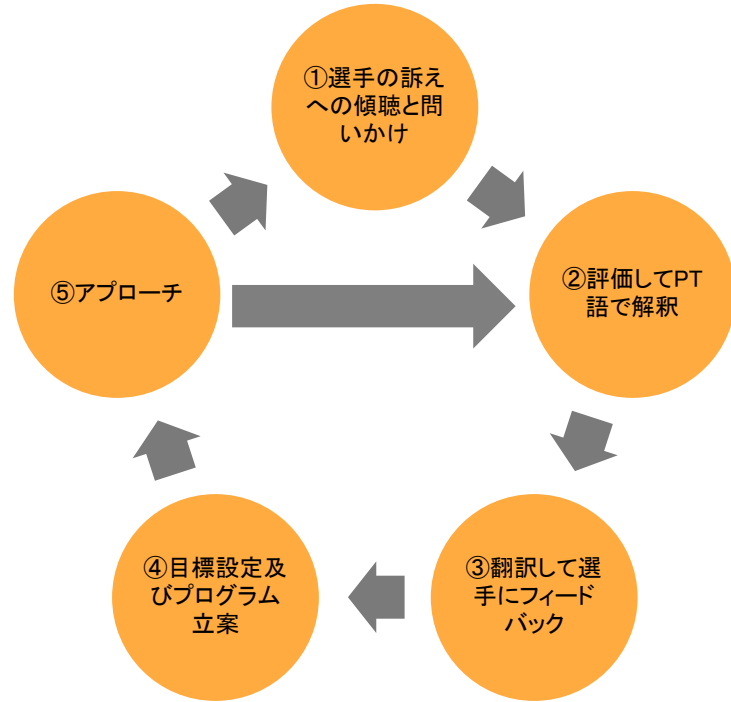 ①選手の訴え
への傾聴と問
いかけ
②評価してPT
語で解釈
③翻訳して選
手にフィード
バック
④目標設定及
びプログラム
立案
⑤アプローチ